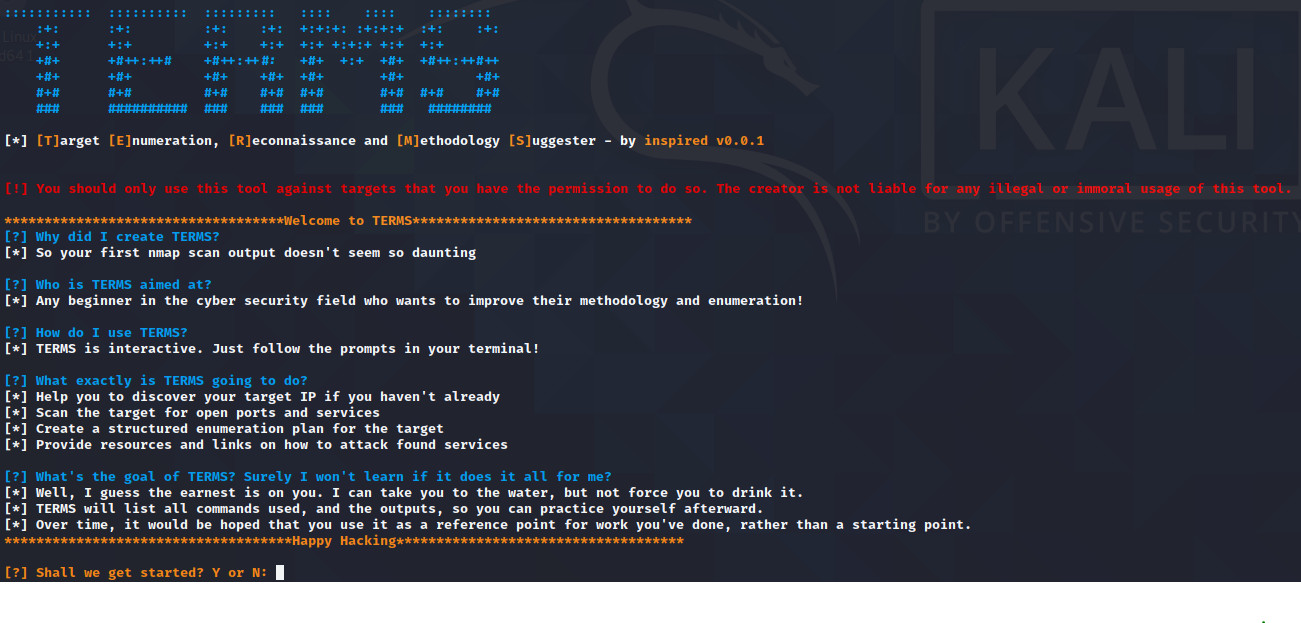 TERMS
[*] [T]arget [E]numeration, [R]econnaissance and [M]ethodology [S]uggester - by inspired v0.0.1
[!] You should only use this tool against targets that you have the permission to do so. The creator is not liable for any illegal or immoral usage of this tool.
***********************************Welcome to TERMS***********************************
[?] Why did I create TERMS?
[*] So your first nmap scan output doesn't seem so daunting
[?] Who is TERMS aimed at?
[*] Any beginner in the cyber security field who wants to improve their methodology and enumeration!
[?] How do I use TERMS?
[*] TERMS is interactive. Just follow the prompts in your terminal!
[?] What exactly is TERMS going to do?
[*] Help you to discover your target IP if you haven't already
[*] Scan the target for open ports and services
[*] Create a structured enumeration plan for the target
[*] Provide resources and links on how to attack found services
[?] What's the goal of TERMS? Surely I won't learn if it does it all for me?
[*] Well, I guess the earnest is on you. I can take you to the water, but not force you to drink it.
[*] TERMS will list all commands used, and the outputs, so you can practice yourself afterward.
[*] Over time, it would be hoped that you use it as a reference point for work you've done, rather than a starting point.
************************************Happy Hacking************************************
[?] Shall we get started? Y or N:
KALI
BY OFFENSIVE SECURITY